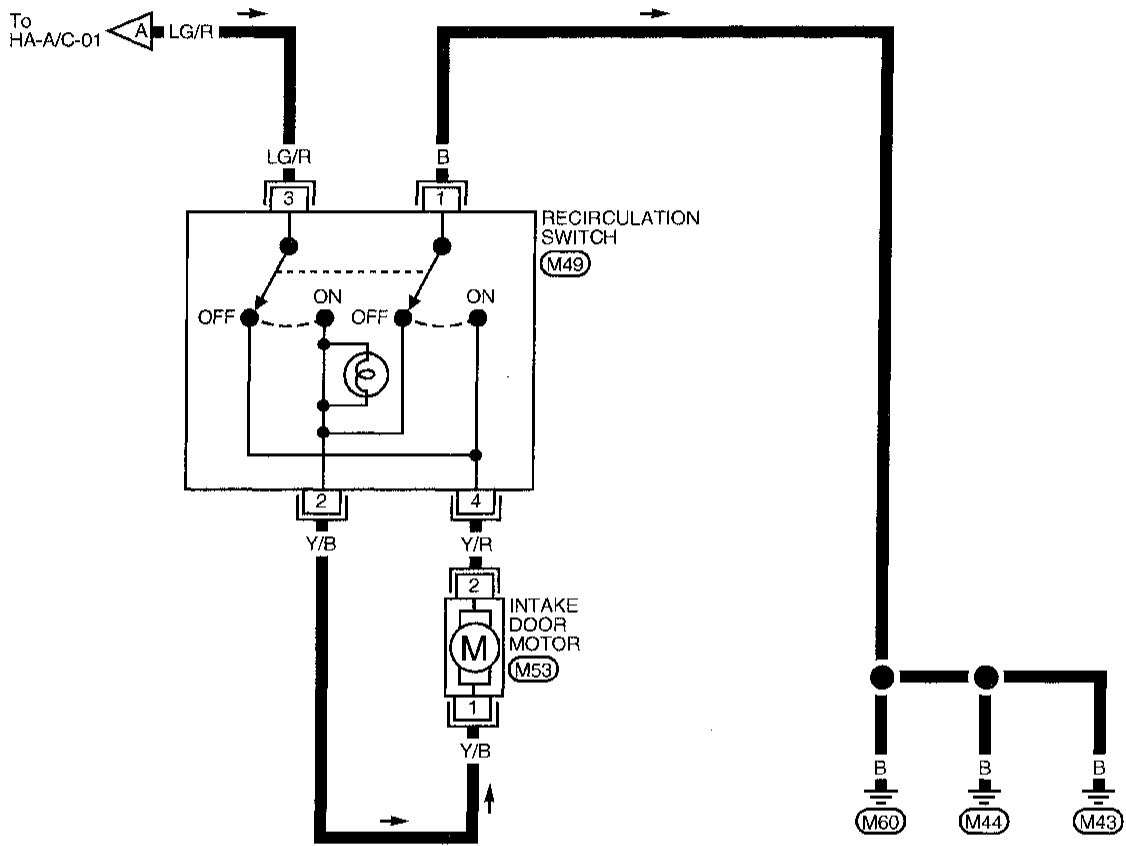 To
HA-A/C-01
A
LG/R
LG/R
B
3
1
RECIRCULATION
SWITCH
M49
ON
ON
OFF
OFF
2
4
Y/B
Y/R
2
INTAKE
DOOR
MOTOR
M53
M
1
Y/B
B
B
B
M60
M44
M43